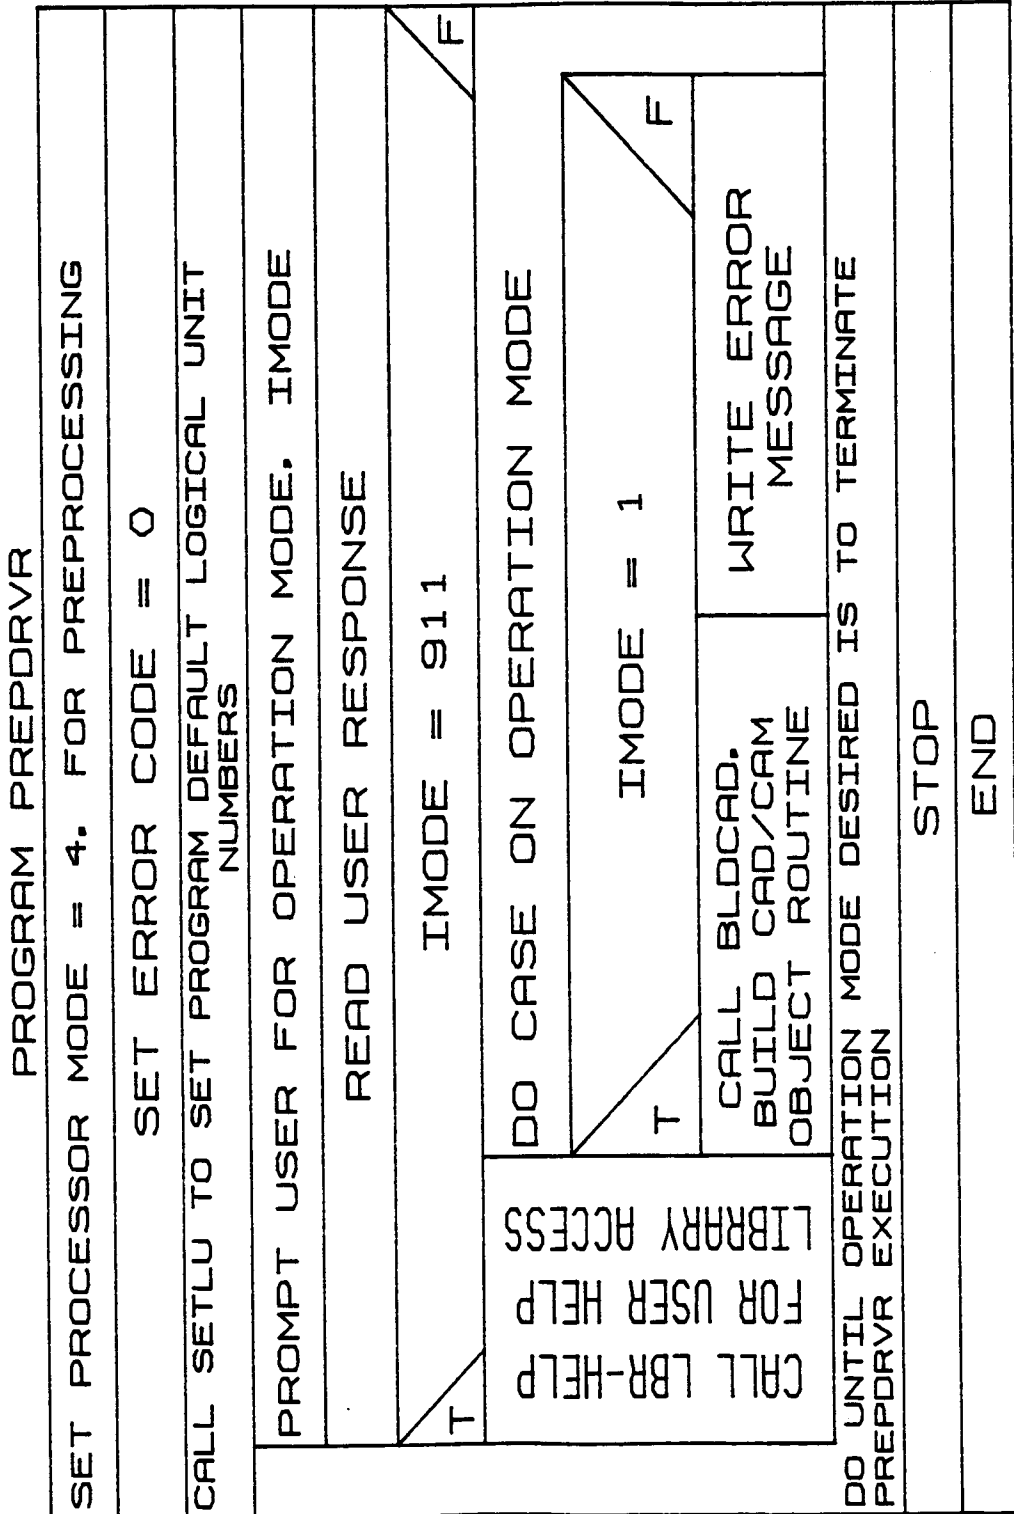 PROGRAM PREPDRVR
SET PROCESSOR MODE = 4, FOR PREPROCESSING
SET ERROR CODE = 0
CALL SETLU TO SET PROGRAM DEFAULT LOGICAL UNIT
NUMBERS
PROMPT USER FOR OPERATION MODE, IMODE
READ USER RESPONSE
IMODE = 911
T
F
CALL LBR-HELP
FOR USER HELP
LIBRARY ACCESS
DO CASE ON OPERATION MODE
IMODE = 1
T
F
CALL BLDCAD,
BUILD CAD/CAM
OBJECT ROUTINE
WRITE ERROR
MESSAGE
DO UNTIL OPERATION MODE DESIRED IS TO TERMINATE
PREPDRVR EXECUTION
STOP
END